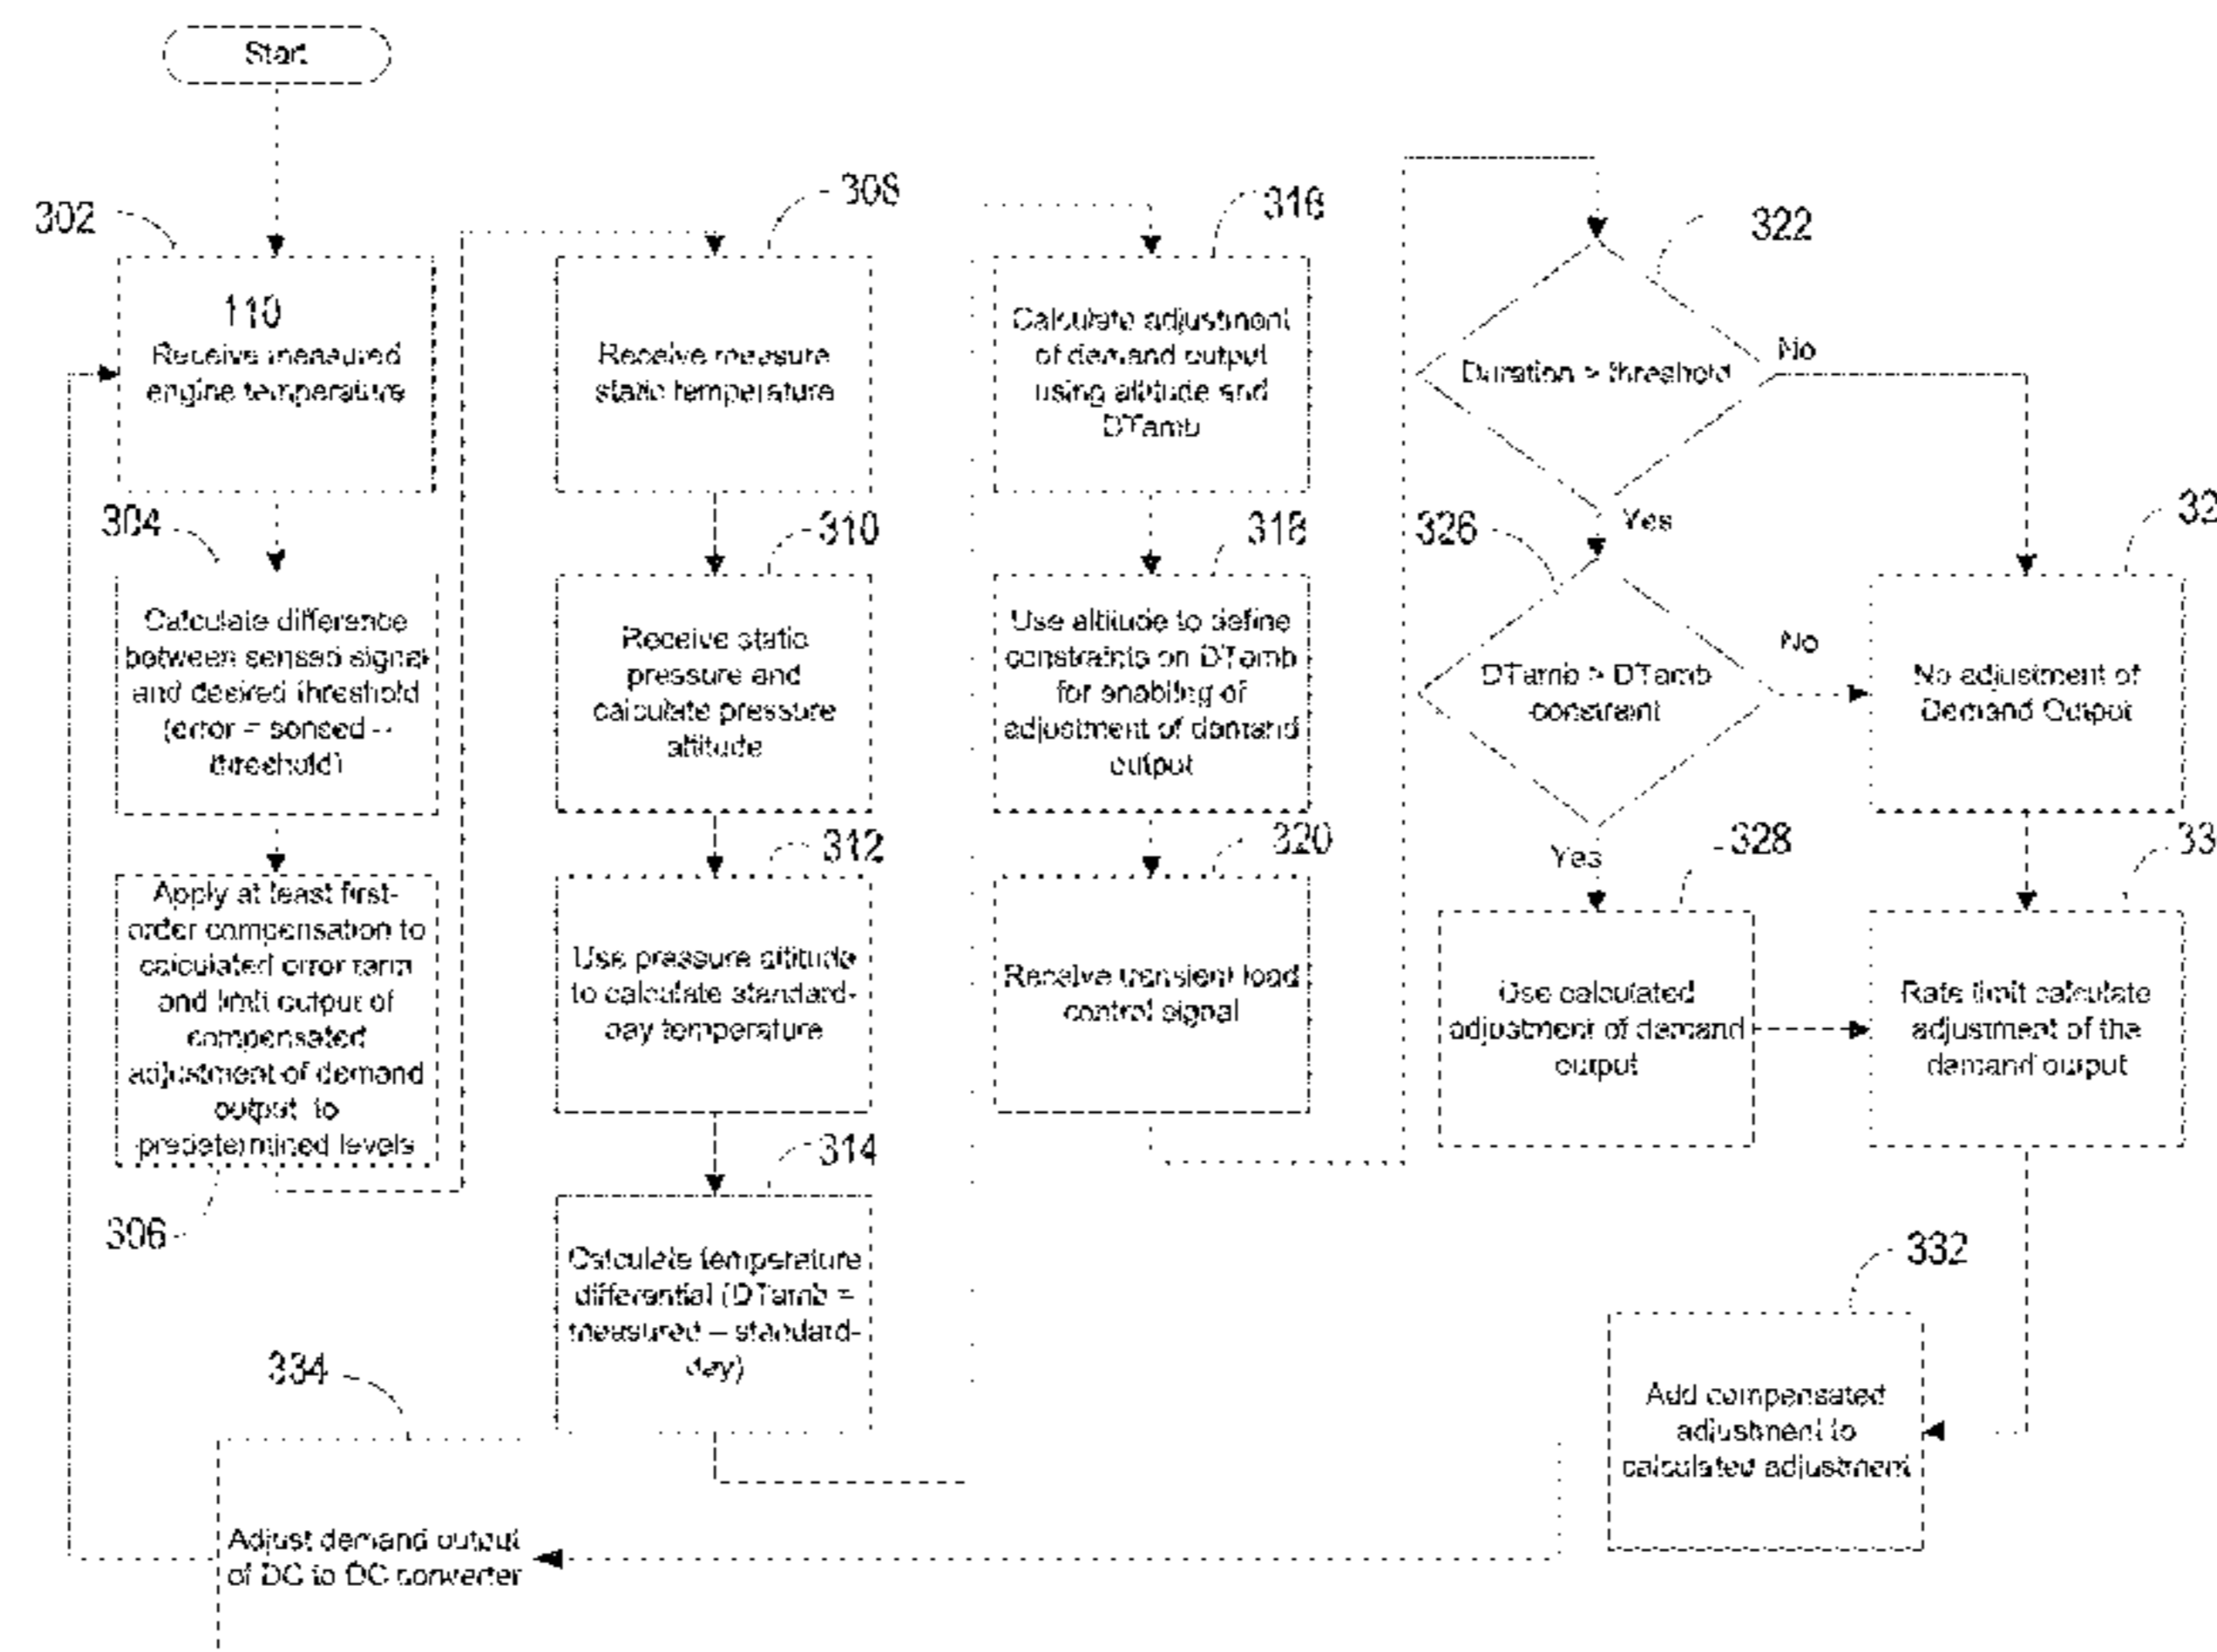 Start
302
110
Receive measured
engine temperature
304
Calculate difference
between sensed signal
and desired threshold
(error = sensed –
threshold)
Apply at least first-
order compensation to
calculated error term
and limit output of
compensated
adjustment of demand
output to
predetermined levels
306
308
Receive measure
static temperature
310
Receive static
pressure and
calculate pressure
altitude
312
Use pressure altitude
to calculate standard-
day temperature
314
Calculate temperature
differential (DTamb =
measured – standard-
day)
316
Calculate adjustment
of demand output
using altitude and
DTamb
318
Use altitude to define
constraints on DTamb
for enabling of
adjustment of demand
output
320
Receive transient load
control signal
322
Duration > threshold
No
Yes
326
DTamb > DTamb
constraint
No
Yes
328
Use calculated
adjustment of demand
output
32
No adjustment of
Demand Output
33
Rate limit calculate
adjustment of the
demand output
332
Add compensated
adjustment to
calculated adjustment
334
Adjust demand output
of DC to DC converter